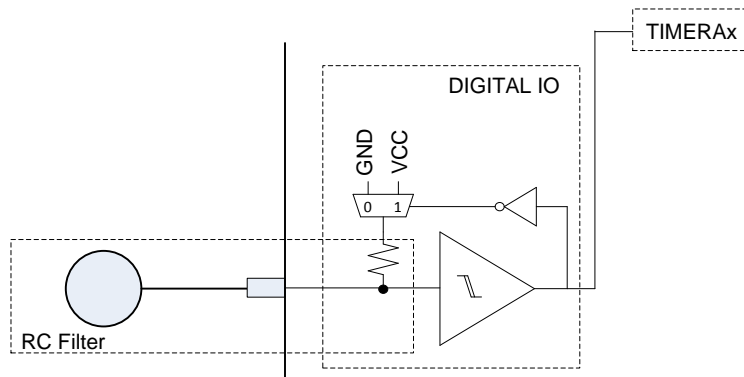 TIMERAx
DIGITAL IO
GND
VCC
0 1
RC Filter